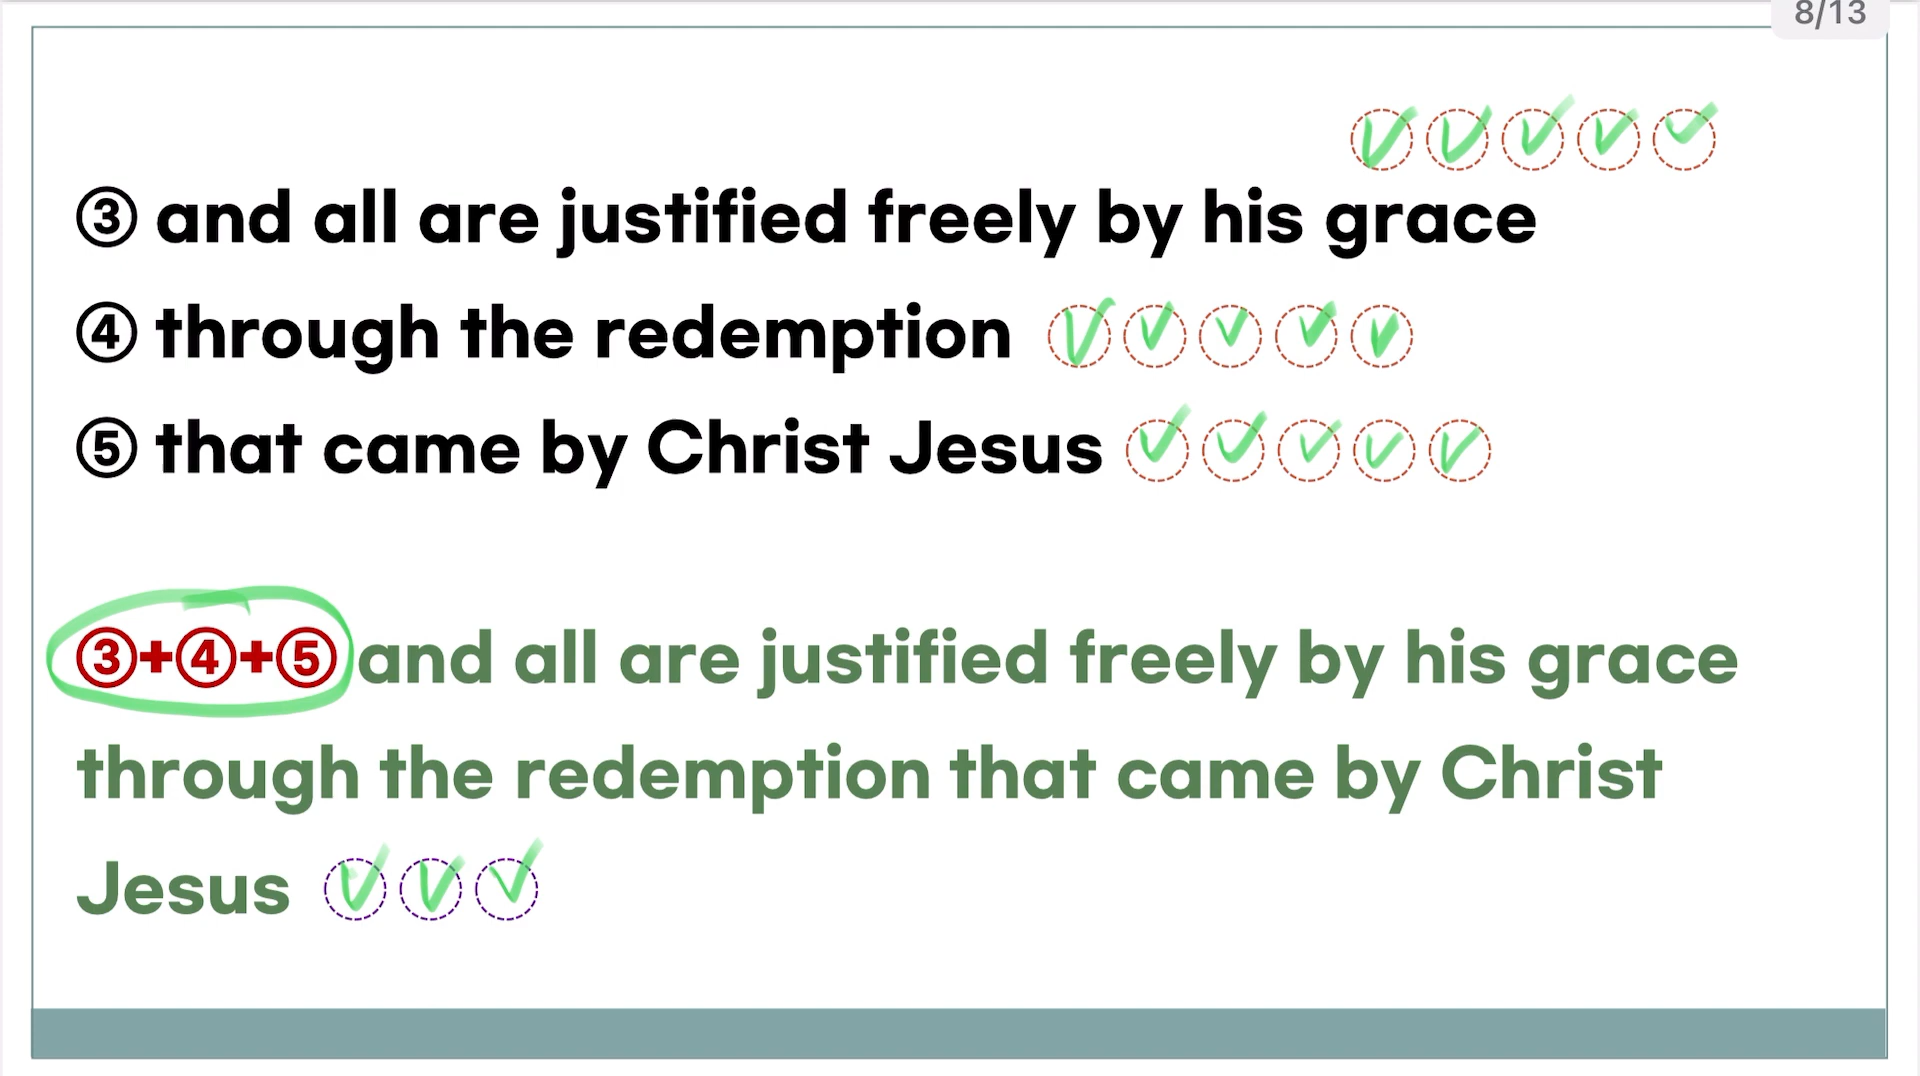 8/13
③ and all are justified freely by his grace
④ through the redemption
⑤ that came by Christ Jesus
③+④+⑤ and all are justified freely by his grace
through the redemption that came by Christ
Jesus